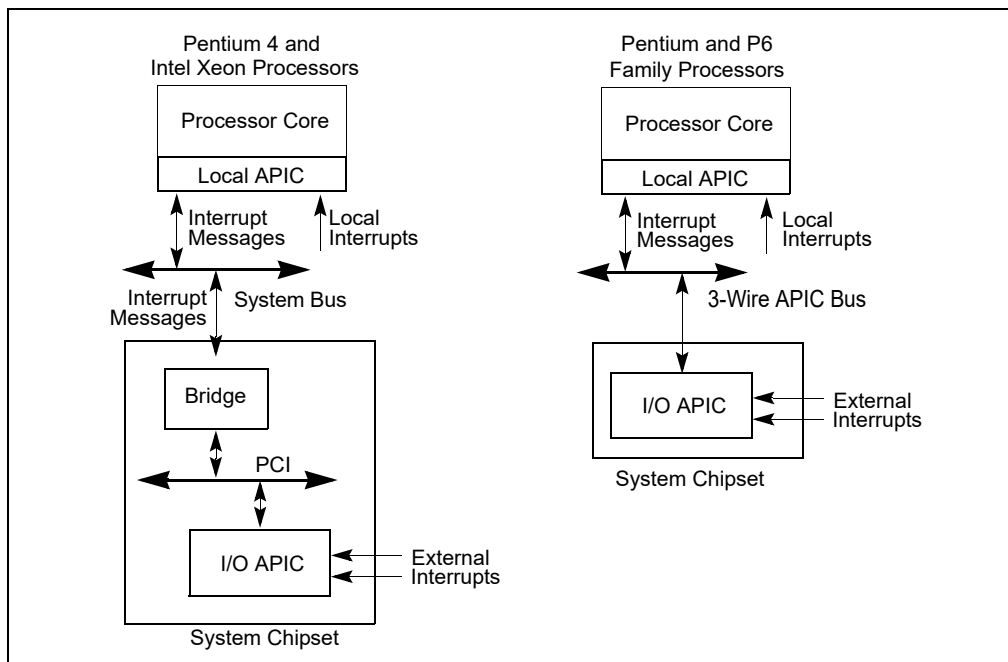 Pentium 4 and
Intel Xeon Processors
Processor Core
Local APIC
Interrupt
Messages
Local
Interrupts
Interrupt
Messages
System Bus
Bridge
PCI
I/O APIC
External
Interrupts
System Chipset
Pentium and P6
Family Processors
Processor Core
Local APIC
Interrupt
Messages
Local
Interrupts
3-Wire APIC Bus
I/O APIC
External
Interrupts
System Chipset